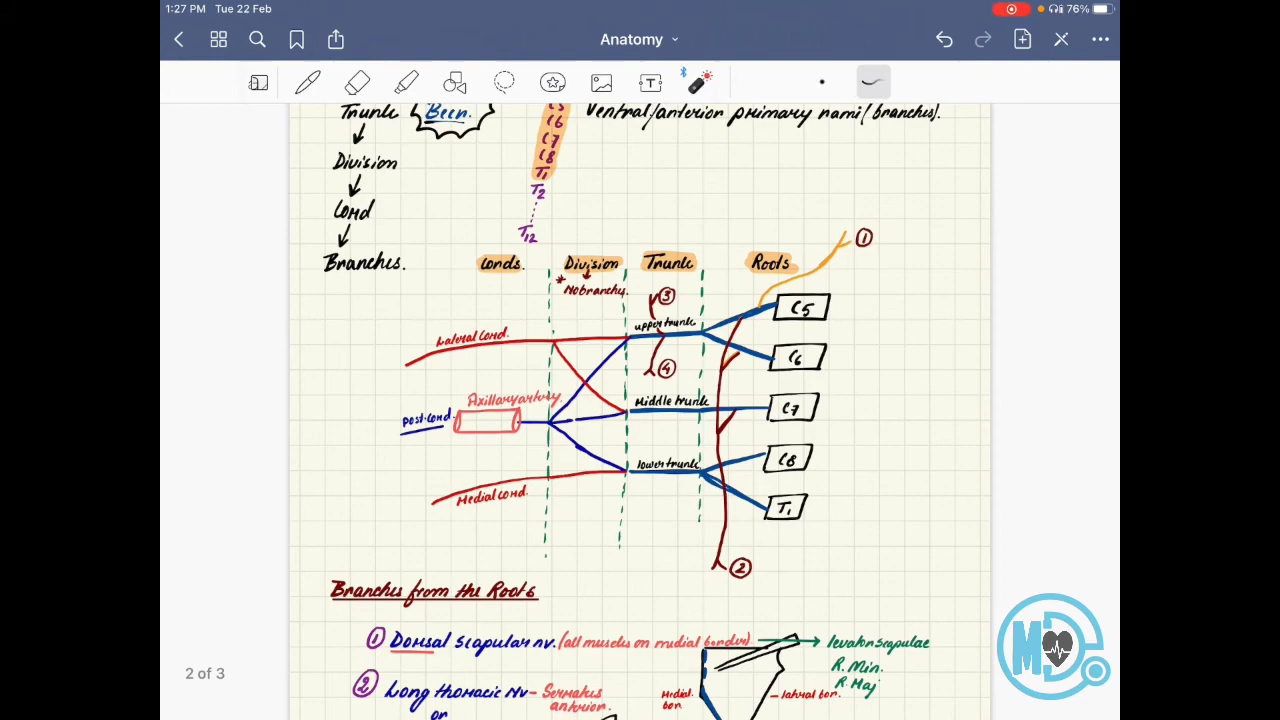 1:27 PM Tue 22 Feb
76%
Anatomy
T
Trunk
Been.
C5
C6
C7
C8
T1
T2
T12
Ventral/anterior primary rami (branches).
Division
Cord
Branches.
Cords.
Division
Trunk
Roots
1
* No branches.
3
upper trunk
C5
Lateral Cord.
4
C6
Axillary artery.
Middle trunk
C7
Post. Cord.
lower trunk
C8
Medial Cord.
T1
2
Branches from the Roots
1 Dorsal scapular nv. (all muscles on medial border)
levator scapulae
R. Min.
R. Maj
2 Long thoracic Nv - Serratus
anterior.
or
Medial
bor.
lateral bor.
2 of 3
MD